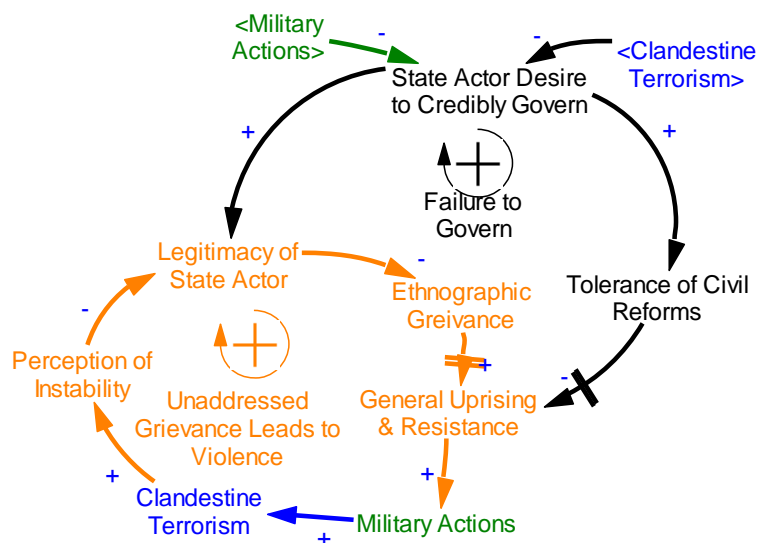 <Military
Actions>
-
-
<Clandestine
Terrorism>
State Actor Desire
to Credibly Govern
+
+
Failure to
Govern
Legitimacy of
State Actor
-
Ethnographic
Greivance
Tolerance of Civil
Reforms
-
Perception of
Instability
+
-
Unaddressed
Grievance Leads to
Violence
General Uprising
& Resistance
+
+
Clandestine
Terrorism
+
Military Actions